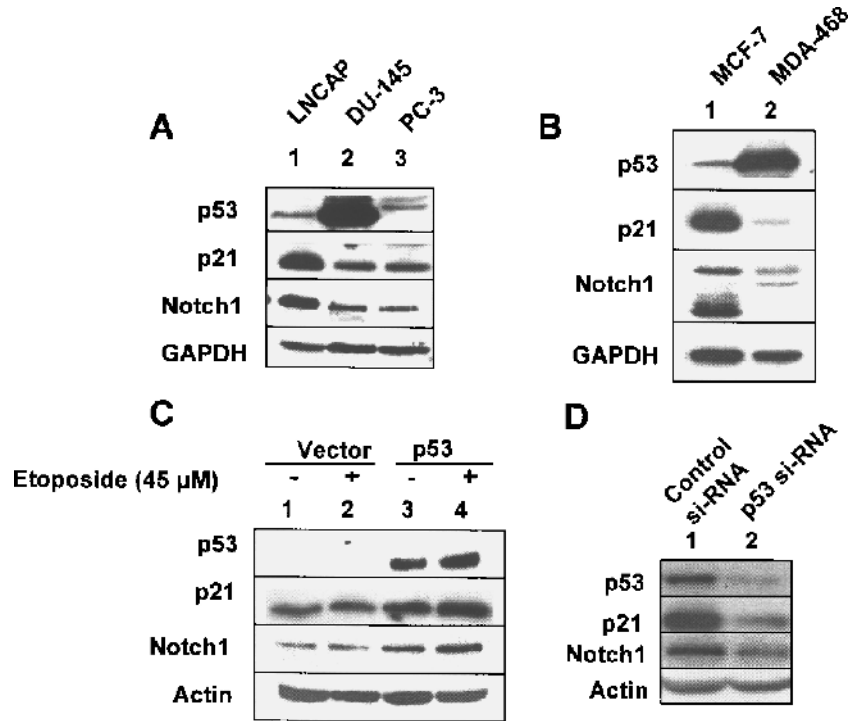 A
LNCAP DU-145 PC-3
1 2 3
p53
p21
Notch1
GAPDH
B
MCF-7 MDA-468
1 2
p53
p21
Notch1
GAPDH
C
Vector p53
Etoposide (45 µM) - + - +
1 2 3 4
p53
p21
Notch1
Actin
D
Control
si-RNA
p53 si-RNA
1 2
p53
p21
Notch1
Actin